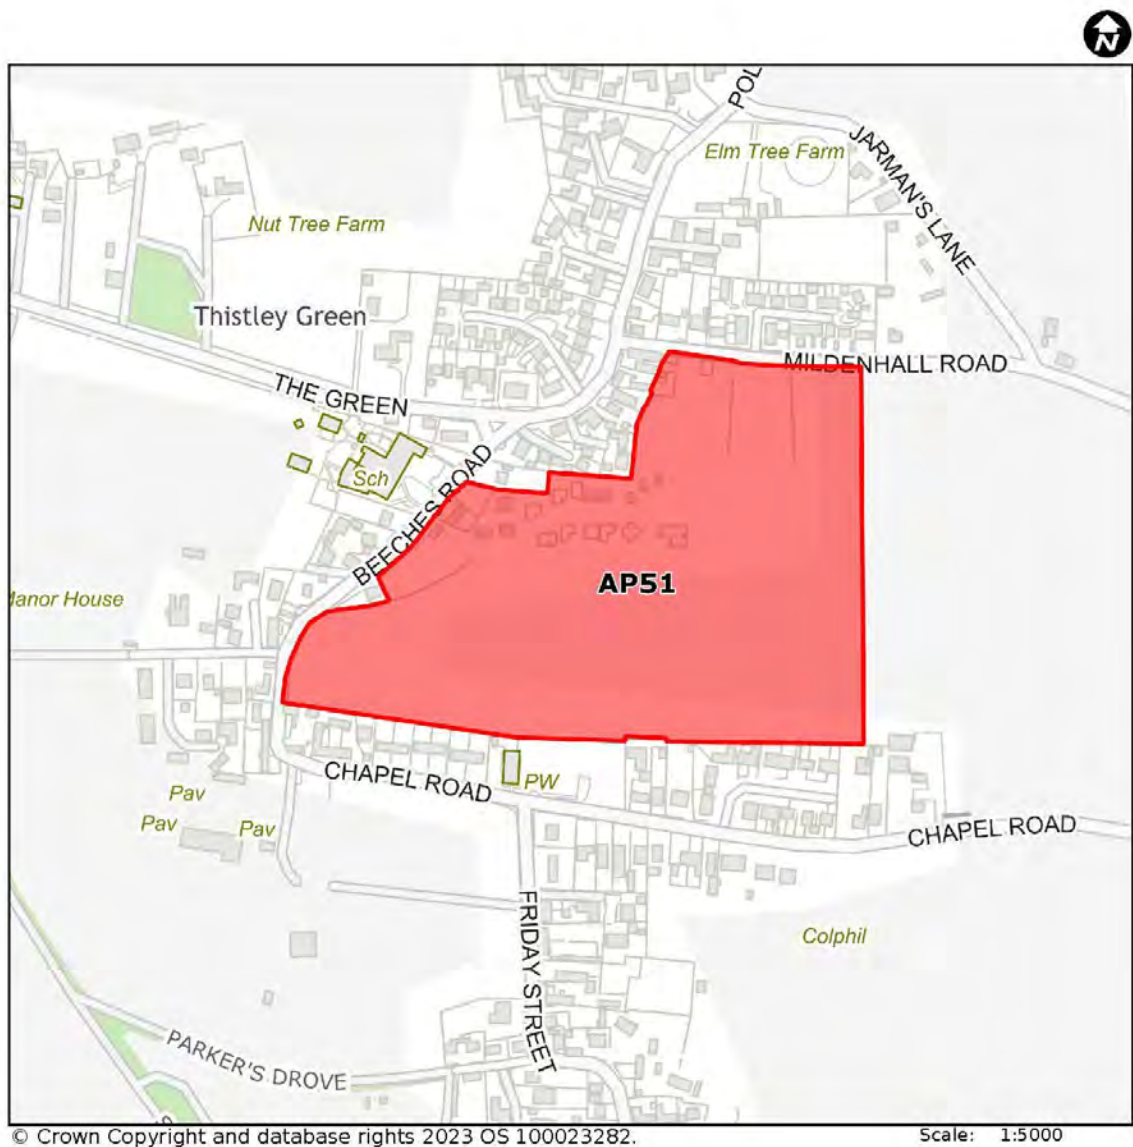 N
POL
JARMAN'S LANE
Elm Tree Farm
Nut Tree Farm
Thistley Green
MILDENHALL ROAD
THE GREEN
Sch
BEECHES ROAD
AP51
Manor House
CHAPEL ROAD
PW
Pav
Pav
Pav
CHAPEL ROAD
FRIDAY STREET
Colphil
PARKER'S DROVE
© Crown Copyright and database rights 2023 OS 100023282.
Scale: 1:5000